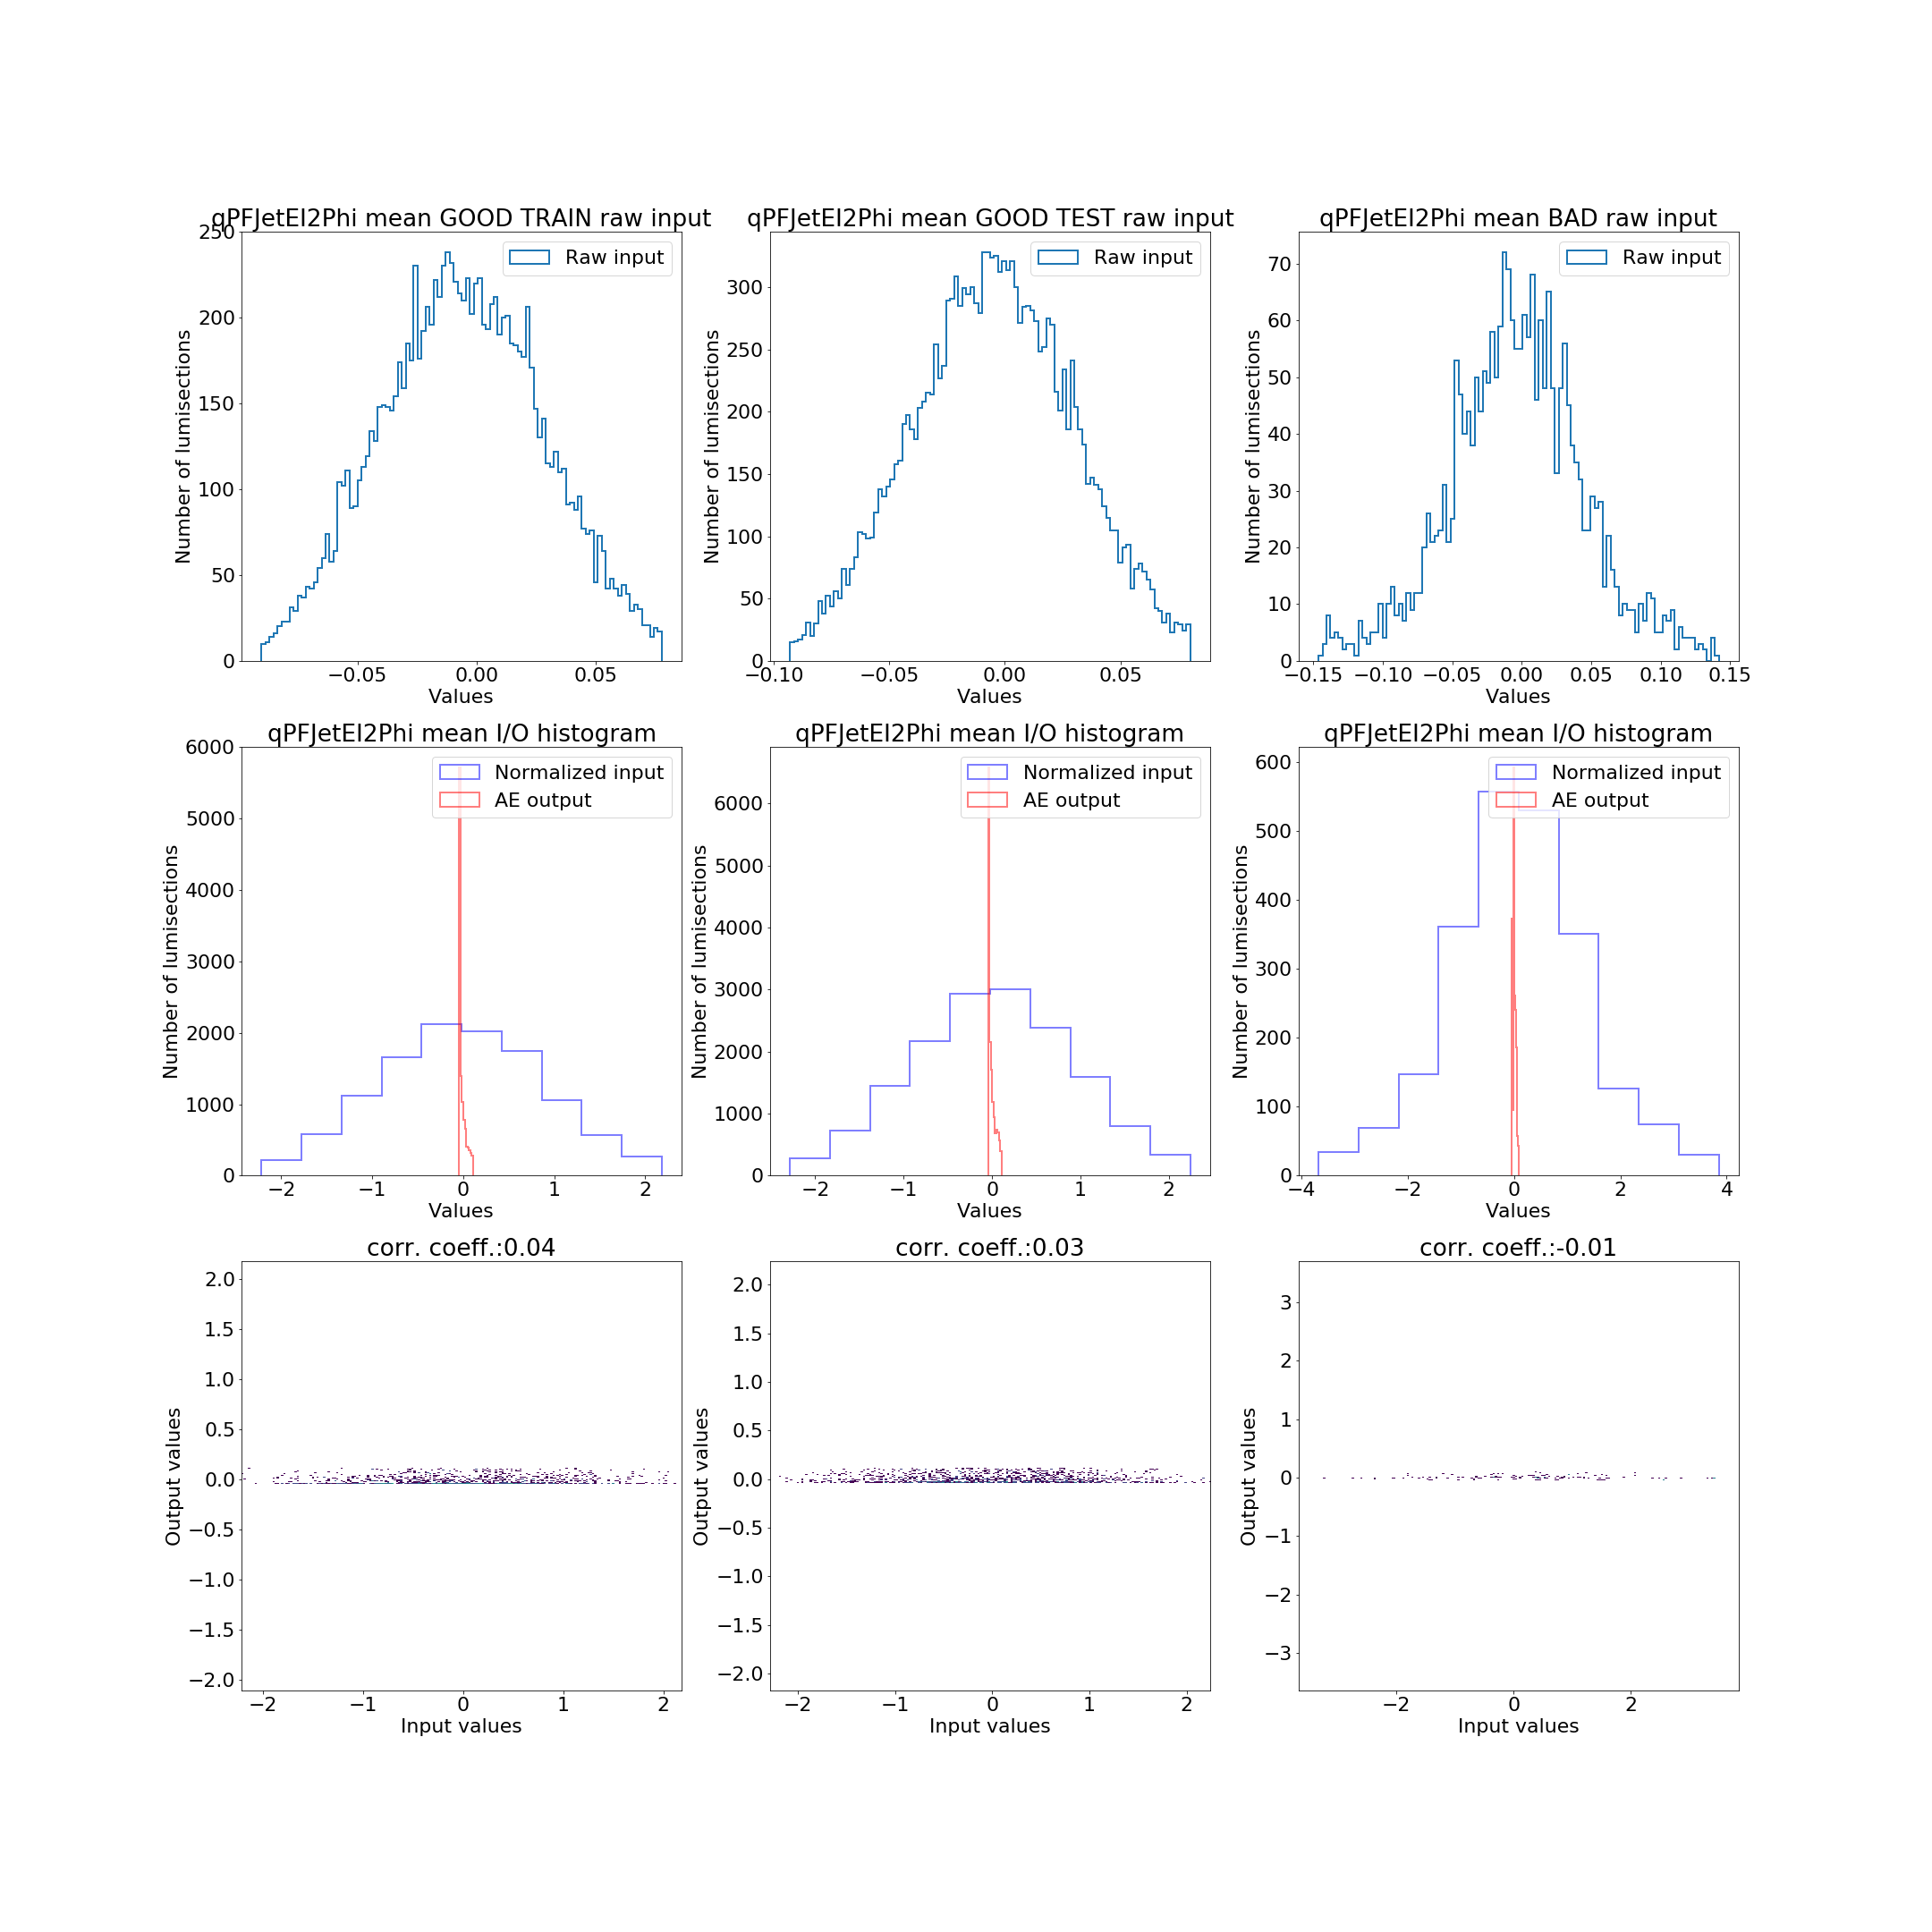 qPFJetEI2Phi mean GOOD TRAIN raw input
250
200
150
100
50
0
Number of lumisections
Raw input
−0.05 0.00 0.05
Values
qPFJetEI2Phi mean GOOD TEST raw input
300
250
200
150
100
50
0
Number of lumisections
Raw input
−0.10 −0.05 0.00 0.05
Values
qPFJetEI2Phi mean BAD raw input
70
60
50
40
30
20
10
0
Number of lumisections
Raw input
−0.15 −0.10 −0.05 0.00 0.05 0.10 0.15
Values
qPFJetEI2Phi mean I/O histogram
6000
5000
4000
3000
2000
1000
0
Number of lumisections
Normalized input
AE output
−2 −1 0 1 2
Values
qPFJetEI2Phi mean I/O histogram
6000
5000
4000
3000
2000
1000
0
Number of lumisections
Normalized input
AE output
−2 −1 0 1 2
Values
qPFJetEI2Phi mean I/O histogram
600
500
400
300
200
100
0
Number of lumisections
Normalized input
AE output
−4 −2 0 2 4
Values
corr. coeff.:0.04
2.0
1.5
1.0
0.5
0.0
−0.5
−1.0
−1.5
−2.0
Output values
−2 −1 0 1 2
Input values
corr. coeff.:0.03
2.0
1.5
1.0
0.5
0.0
−0.5
−1.0
−1.5
−2.0
Output values
−2 −1 0 1 2
Input values
corr. coeff.:-0.01
3
2
1
0
−1
−2
−3
Output values
−2 0 2
Input values